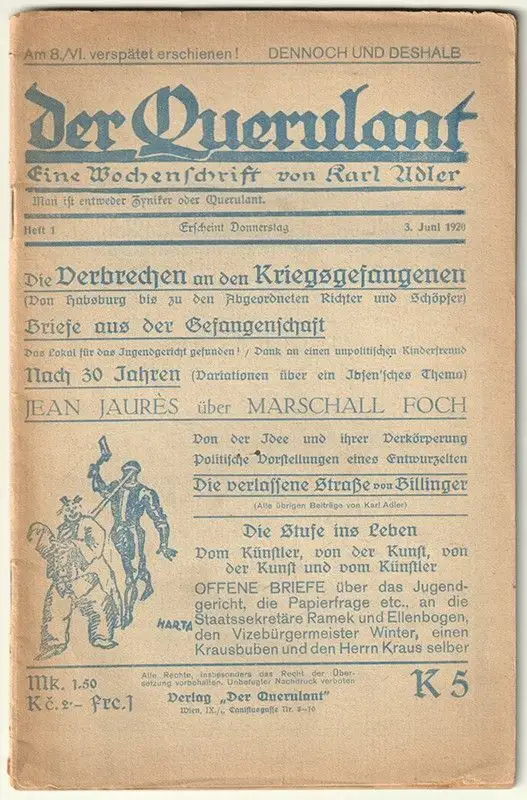 Am 8./VI. verspätet erschienen! DENNOCH UND DESHALB
der Querulant
Eine Wochenschrift von Karl Adler
Man ist entweder Zyniker oder Querulant.
Heft 1 Erscheint Donnerstag 3. Juni 1920
Die Verbrechen an den Kriegsgefangenen
(Von Habsburg bis zu den Abgeordneten Richter und Schöpfer)
Briefe aus der Gefangenschaft
Das Lokal für das Jugendgericht gefunden! / Dank an einen unpolitischen Kinderfreund
Nach 30 Jahren (Variationen über ein Ibsen'sches Thema)
JEAN JAURÈS über MARSCHALL FOCH
Von der Idee und ihrer Verkörperung
Politische Vorstellungen eines Entwurzelten
Die verlassene Straße von Billinger
(Alle übrigen Beiträge von Karl Adler)
Die Stufe ins Leben
Vom Künstler, von der Kunst, von
der Kunst und vom Künstler
OFFENE BRIEFE über das Jugend-
gericht, die Papierfrage etc., an die
Staatssekretäre Ramek und Ellenbogen,
den Vizebürgermeister Winter, einen
Krausbuben und den Herrn Kraus selber
HARTA
Mk. 1.50
Kč. 2·— Frc. 1
Alle Rechte, insbesondere das Recht der Über-
setzung vorbehalten. Unbefugter Nachdruck verboten
Verlag „Der Querulant"
Wien, IX./, Canisiusgasse Nr. 8–10
K 5